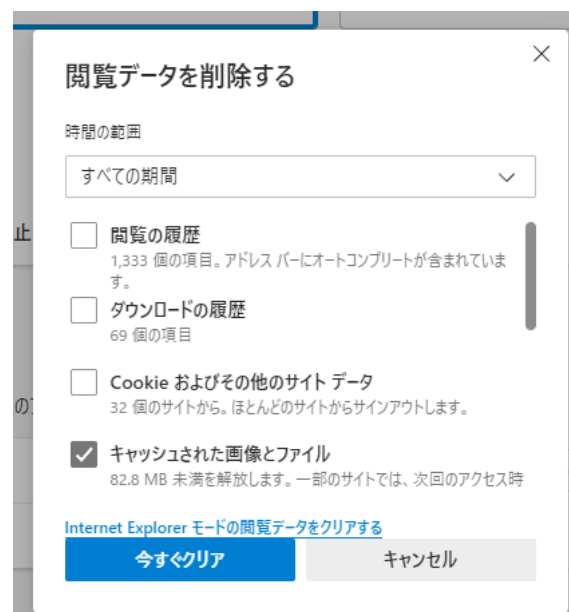 閲覧データを削除する
時間の範囲
すべての期間
止
閲覧の履歴
1,333 個の項目。アドレス バーにオートコンプリートが含まれていま
す。
ダウンロードの履歴
69 個の項目
Cookie およびその他のサイト データ
の
32 個のサイトから。ほとんどのサイトからサインアウトします。
キャッシュされた画像とファイル
82.8 MB 未満を解放します。一部のサイトでは、次回のアクセス時
Internet Explorer モードの閲覧データをクリアする
今すぐクリア
キャンセル